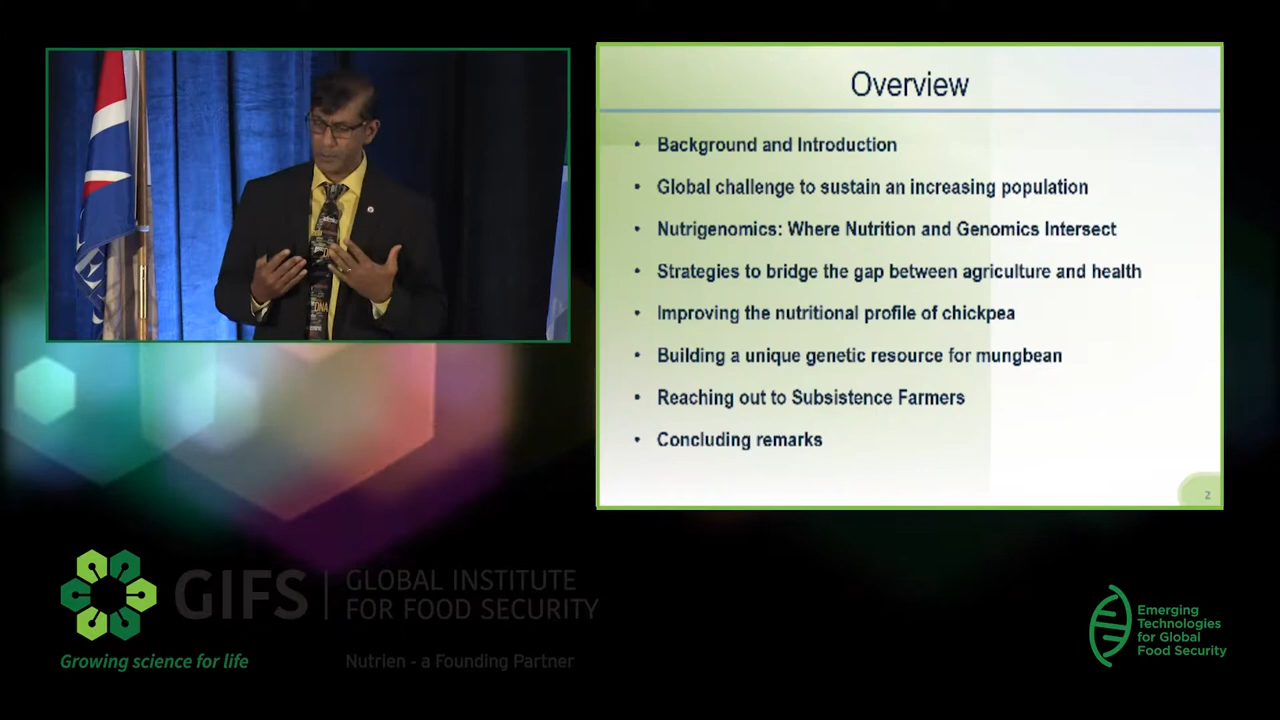 Overview
• Background and Introduction
• Global challenge to sustain an increasing population
• Nutrigenomics: Where Nutrition and Genomics Intersect
• Strategies to bridge the gap between agriculture and health
• Improving the nutritional profile of chickpea
• Building a unique genetic resource for mungbean
• Reaching out to Subsistence Farmers
• Concluding remarks
2
DNA
GIFS
GLOBAL INSTITUTE
FOR FOOD SECURITY
Growing science for life
Nutrien - a Founding Partner
Emerging
Technologies
for Global
Food Security